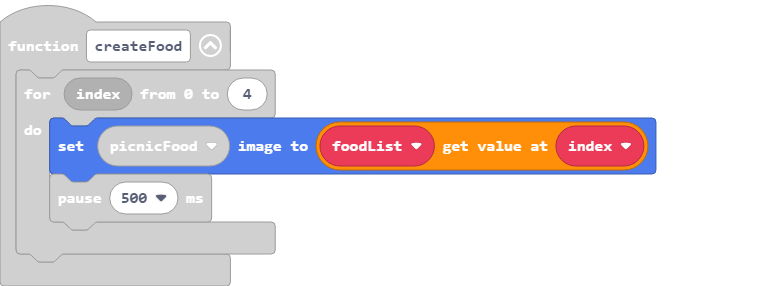 function createFood
for index from 0 to 4
do
set picnicFood image to foodList get value at index
pause 500 ms